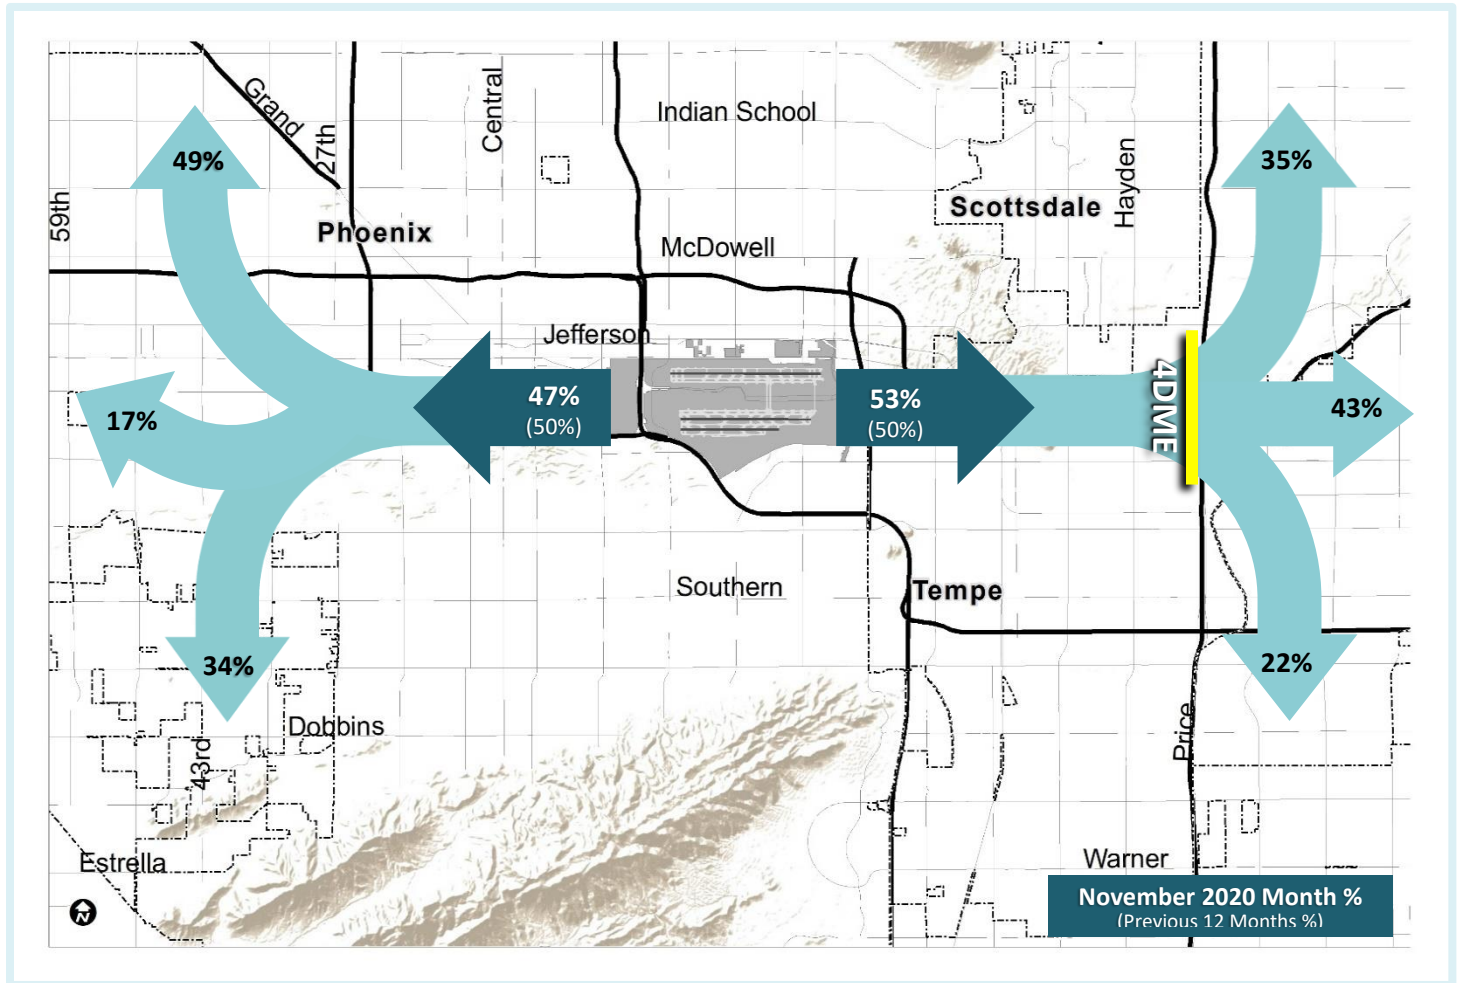 Grand
27th
Central
Indian School
Hayden
49%
35%
59th
Phoenix
Scottsdale
McDowell
Jefferson
4DME
47%
(50%)
53%
(50%)
17%
43%
Southern
Tempe
34%
22%
Dobbins
43rd
Price
Estrella
Warner
N
November 2020 Month %
(Previous 12 Months %)